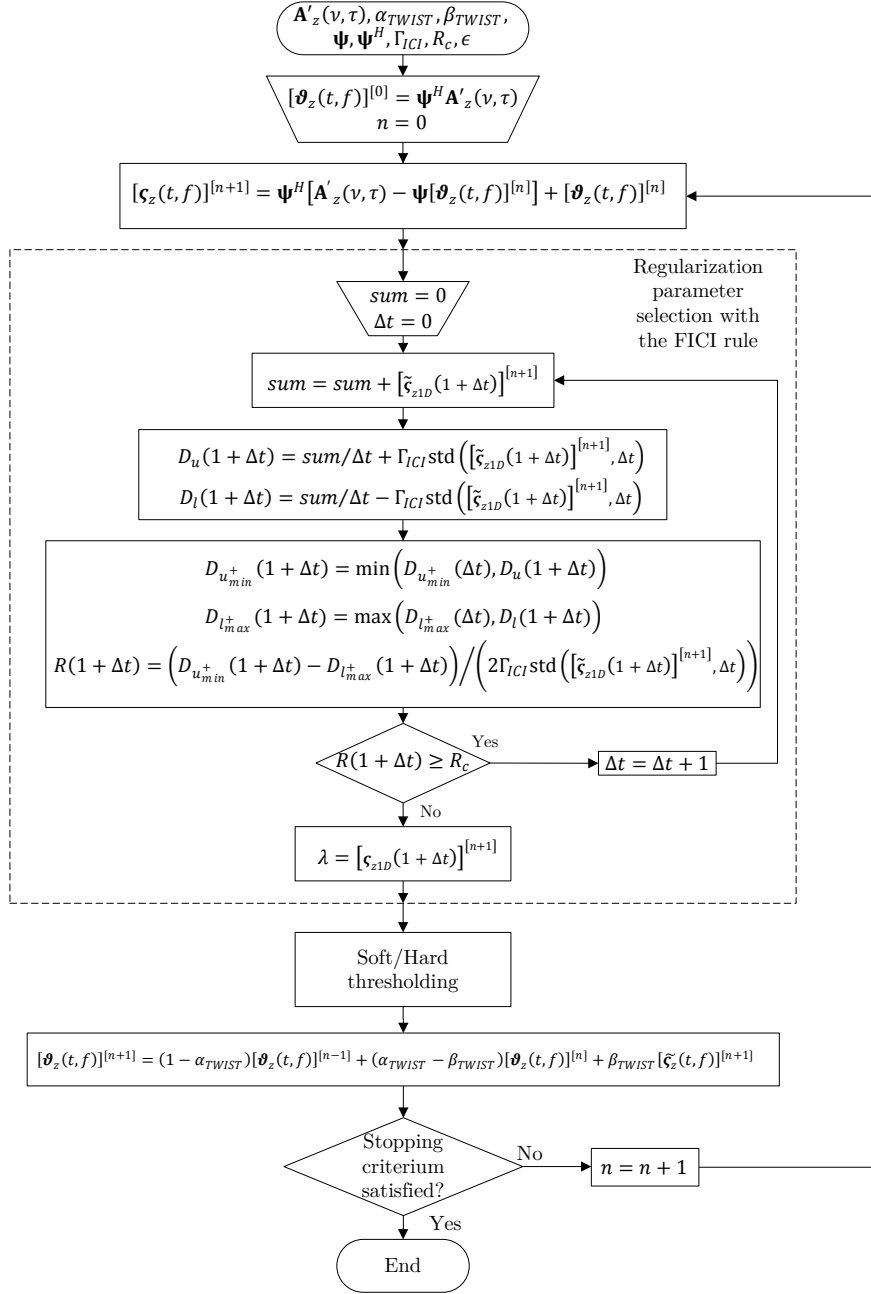 𝐀′_z(ν, τ), α_TWIST, β_TWIST,
𝛙, 𝛙^H, Γ_ICI, R_c, ϵ
[𝝑_z(t, f)]^[0] = 𝛙^H 𝐀′_z(ν, τ)
n = 0
[𝝇_z(t, f)]^[n+1] = 𝛙^H[𝐀′_z(ν, τ) − 𝛙[𝝑_z(t, f)]^[n]] + [𝝑_z(t, f)]^[n]
Regularization
parameter
selection with
the FICI rule
sum = 0
Δt = 0
sum = sum + [𝝇̃_z1D(1 + Δt)]^[n+1]
D_u(1 + Δt) = sum/Δt + Γ_ICI std([𝝇̃_z1D(1 + Δt)]^[n+1], Δt)
D_l(1 + Δt) = sum/Δt − Γ_ICI std([𝝇̃_z1D(1 + Δt)]^[n+1], Δt)
D_{u^+_min}(1 + Δt) = min(D_{u^+_min}(Δt), D_u(1 + Δt))
D_{l^+_max}(1 + Δt) = max(D_{l^+_max}(Δt), D_l(1 + Δt))
R(1 + Δt) = (D_{u^+_min}(1 + Δt) − D_{l^+_max}(1 + Δt))/(2Γ_ICI std([𝝇̃_z1D(1 + Δt)]^[n+1], Δt))
R(1 + Δt) ≥ R_c
Yes
Δt = Δt + 1
No
λ = [𝝇_z1D(1 + Δt)]^[n+1]
Soft/Hard
thresholding
[𝝑_z(t, f)]^[n+1] = (1 − α_TWIST)[𝝑_z(t, f)]^[n−1] + (α_TWIST − β_TWIST)[𝝑_z(t, f)]^[n] + β_TWIST[𝝇̃_z(t, f)]^[n+1]
Stopping
criterium
satisfied?
No
n = n + 1
Yes
End